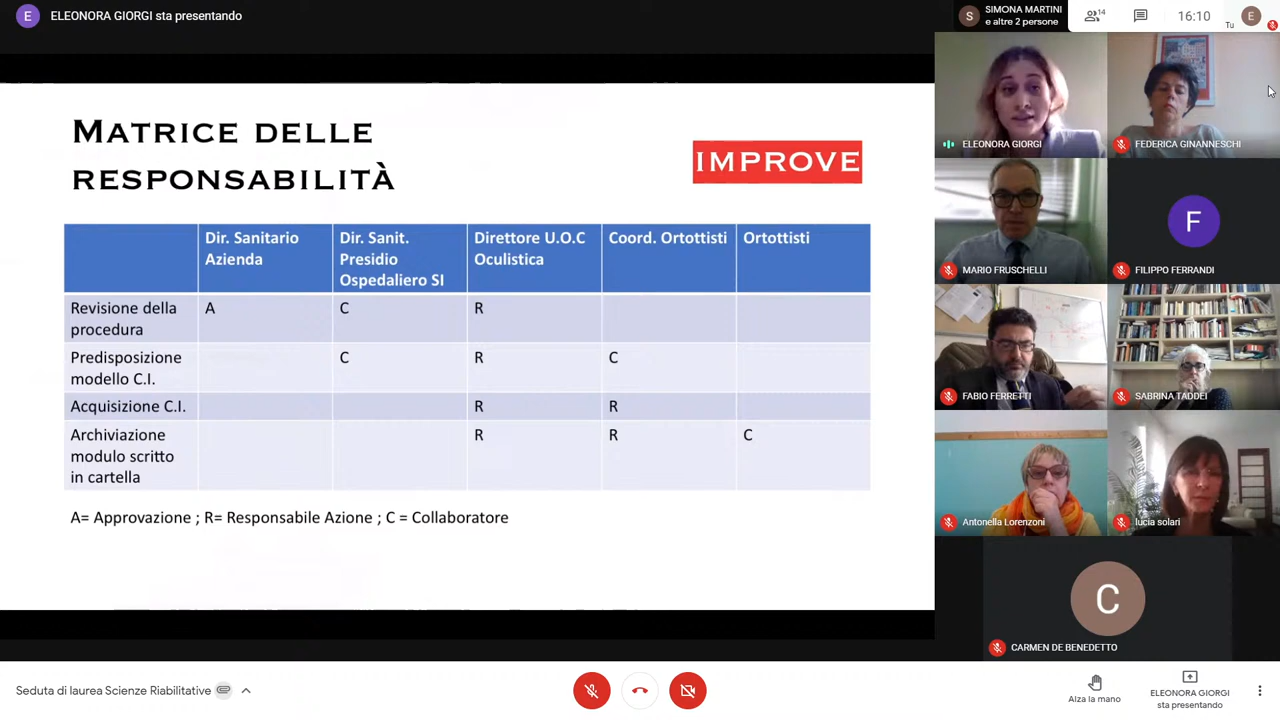 E ELEONORA GIORGI sta presentando
S SIMONA MARTINI
e altre 2 persone
14
16:10
Tu
E
MATRICE DELLE
RESPONSABILITÀ
IMPROVE
Dir. Sanitario
Azienda
Dir. Sanit.
Presidio
Ospedaliero SI
Direttore U.O.C
Oculistica
Coord. Ortottisti
Ortottisti
Revisione della
procedura
A
C
R
Predisposizione
modello C.I.
C
R
C
Acquisizione C.I.
R
R
Archiviazione
modulo scritto
in cartella
R
R
C
A= Approvazione ; R= Responsabile Azione ; C = Collaboratore
ELEONORA GIORGI
FEDERICA GINANNESCHI
MARIO FRUSCHELLI
F
FILIPPO FERRANDI
FABIO FERRETTI
SABRINA TADDEI
Antonella Lorenzoni
lucia solari
C
CARMEN DE BENEDETTO
Seduta di laurea Scienze Riabilitative
Alza la mano
ELEONORA GIORGI
sta presentando